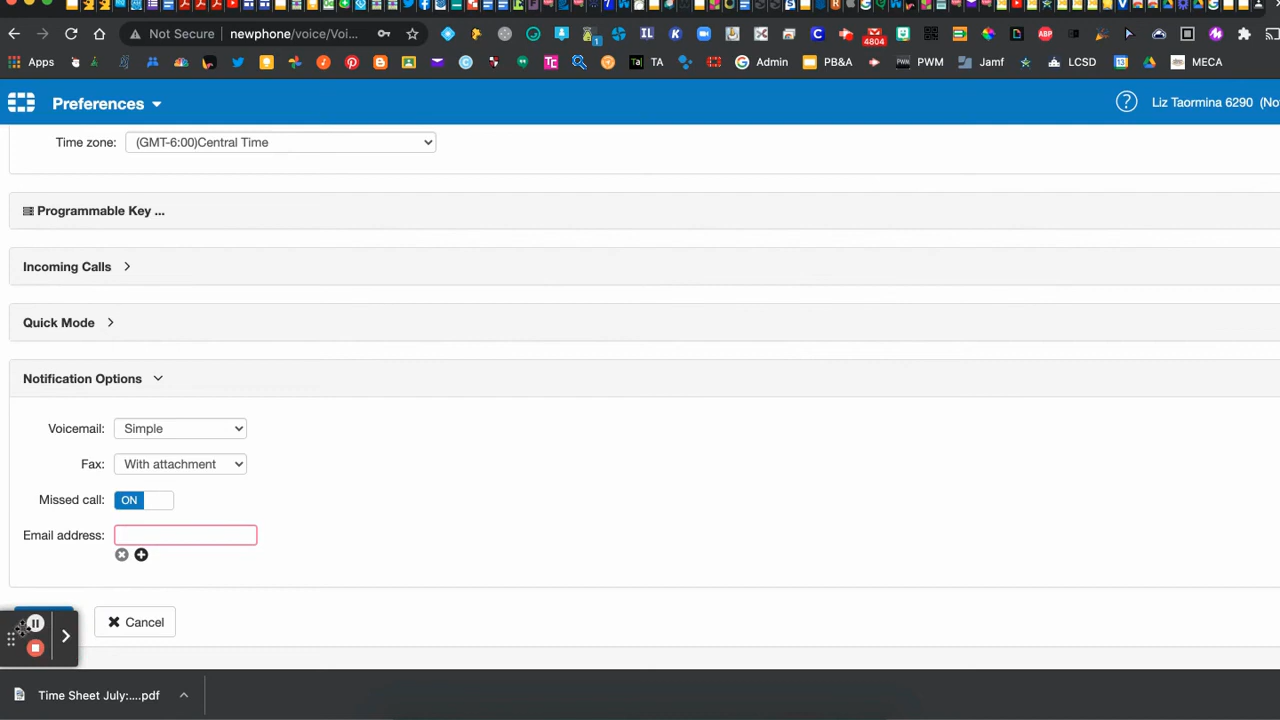 Not Secure newphone/voice/Voi...
4804
1
Apps TA Admin PB&A PWM Jamf LCSD MECA
Preferences
Liz Taormina 6290 (No
Time zone: (GMT-6:00)Central Time
Programmable Key ...
Incoming Calls
Quick Mode
Notification Options
Voicemail: Simple
Fax: With attachment
Missed call: ON
Email address:
Cancel
Time Sheet July:....pdf